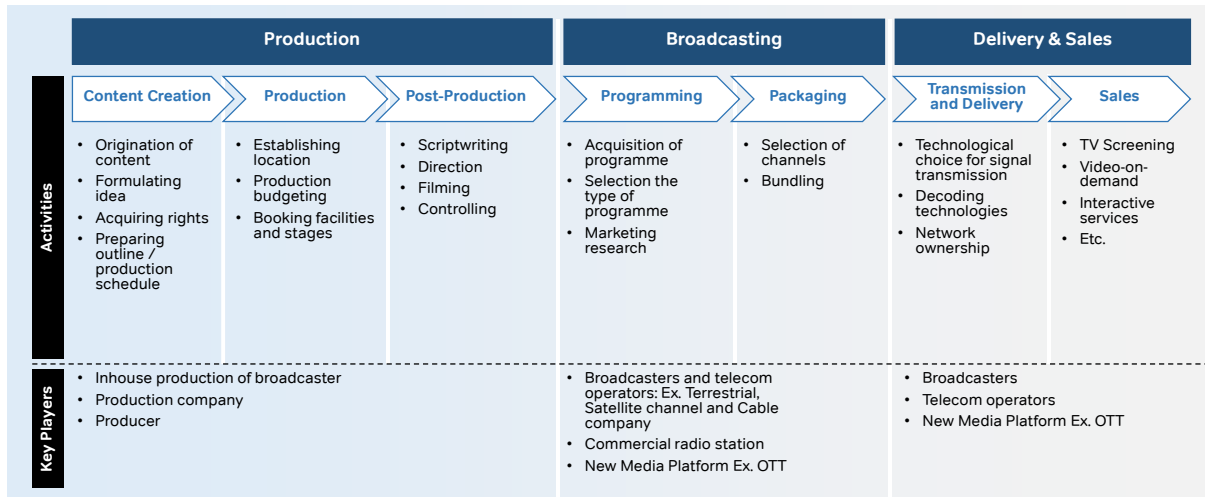 Production
Broadcasting
Delivery & Sales
Content Creation
Production
Post-Production
Programming
Packaging
Transmission
and Delivery
Sales
Activities
• Origination of
content
• Formulating
idea
• Acquiring rights
• Preparing
outline /
production
schedule
• Establishing
location
• Production
budgeting
• Booking facilities
and stages
• Scriptwriting
• Direction
• Filming
• Controlling
• Acquisition of
programme
• Selection the
type of
programme
• Marketing
research
• Selection of
channels
• Bundling
• Technological
choice for signal
transmission
• Decoding
technologies
• Network
ownership
• TV Screening
• Video-on-
demand
• Interactive
services
• Etc.
Key Players
• Inhouse production of broadcaster
• Production company
• Producer
• Broadcasters and telecom
operators: Ex. Terrestrial,
Satellite channel and Cable
company
• Commercial radio station
• New Media Platform Ex. OTT
• Broadcasters
• Telecom operators
• New Media Platform Ex. OTT